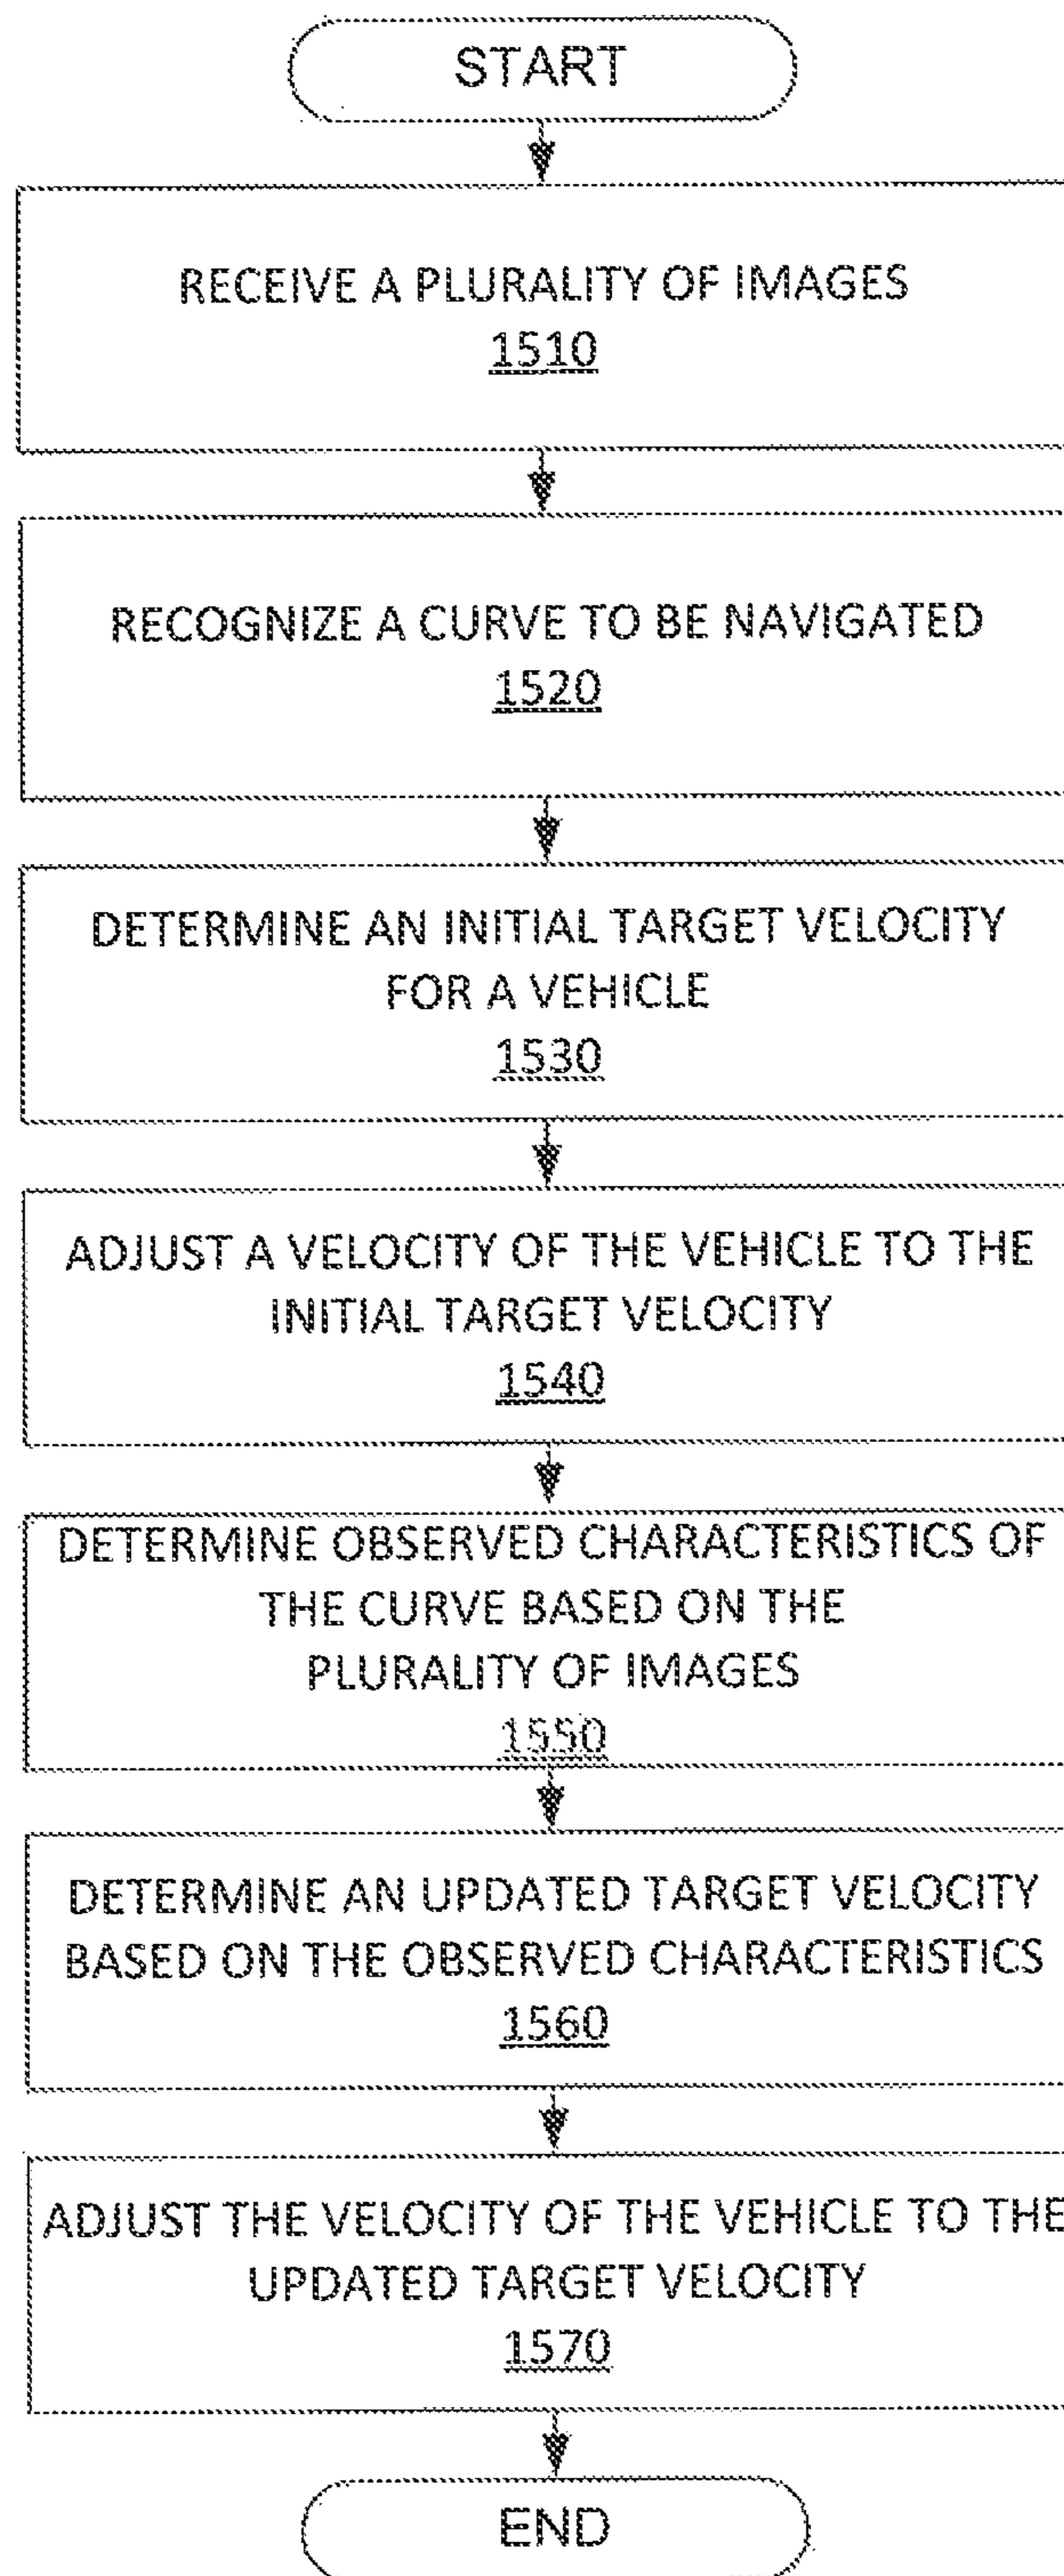 START
RECEIVE A PLURALITY OF IMAGES
1510
RECOGNIZE A CURVE TO BE NAVIGATED
1520
DETERMINE AN INITIAL TARGET VELOCITY
FOR A VEHICLE
1530
ADJUST A VELOCITY OF THE VEHICLE TO THE
INITIAL TARGET VELOCITY
1540
DETERMINE OBSERVED CHARACTERISTICS OF
THE CURVE BASED ON THE
PLURALITY OF IMAGES
1550
DETERMINE AN UPDATED TARGET VELOCITY
BASED ON THE OBSERVED CHARACTERISTICS
1560
ADJUST THE VELOCITY OF THE VEHICLE TO THE
UPDATED TARGET VELOCITY
1570
END